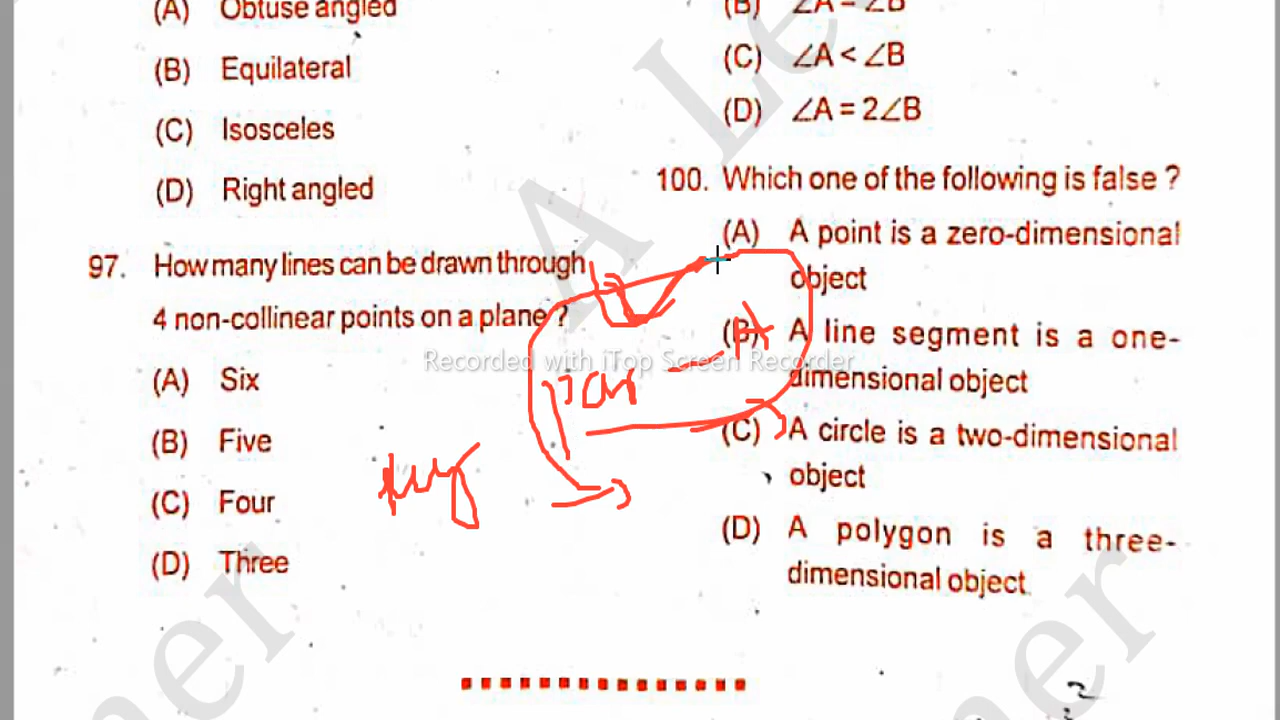 (A) Obtuse angled
(B) Equilateral
(C) Isosceles
(D) Right angled
97. How many lines can be drawn through
4 non-collinear points on a plane ?
(A) Six
(B) Five
(C) Four
(D) Three
(B) ∠A = ∠B
(C) ∠A < ∠B
(D) ∠A = 2∠B
100. Which one of the following is false ?
(A) A point is a zero-dimensional
object
(B) A line segment is a one-
dimensional object
(C) A circle is a two-dimensional
object
(D) A polygon is a three-
dimensional object
Recorded with iTop Screen Recorder
A Le
ner
ner